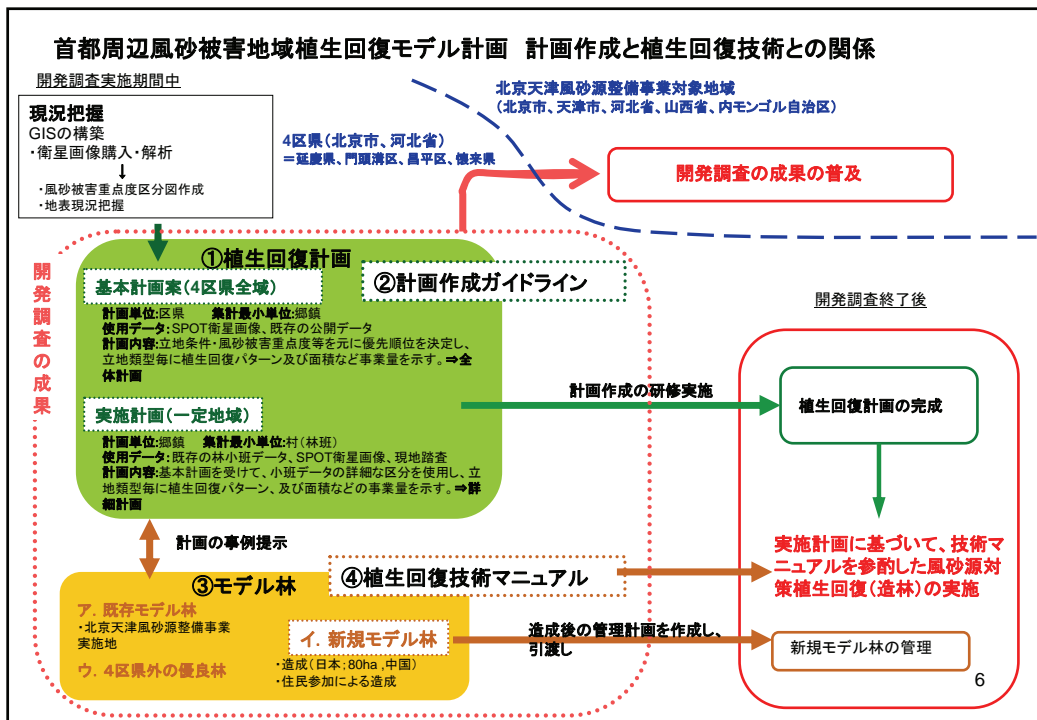 首都周辺風砂被害地域植生回復モデル計画　計画作成と植生回復技術との関係
開発調査実施期間中
現況把握
GISの構築
・衛星画像購入・解析
・風砂被害重点度区分図作成
・地表現況把握
北京天津風砂源整備事業対象地域
(北京市、天津市、河北省、山西省、内モンゴル自治区)
4区県(北京市、河北省)
＝延慶県、門頭溝区、昌平区、懐来県
開発調査の成果の普及
開発調査の成果
①植生回復計画
②計画作成ガイドライン
基本計画案(4区県全域)
計画単位:区県　集計最小単位:郷鎮
使用データ:SPOT衛星画像、既存の公開データ
計画内容:立地条件・風砂被害重点度等を元に優先順位を決定し、
立地類型毎に植生回復パターン及び面積など事業量を示す。⇒全
体計画
実施計画(一定地域)
計画単位:郷鎮　集計最小単位:村(林班)
使用データ:既存の林小班データ、SPOT衛星画像、現地踏査
計画内容:基本計画を受けて、小班データの詳細な区分を使用し、立
地類型毎に植生回復パターン、及び面積などの事業量を示す。⇒詳
細計画
計画の事例提示
③モデル林
④植生回復技術マニュアル
ア. 既存モデル林
・北京天津風砂源整備事業
実施地
ウ. 4区県外の優良林
イ. 新規モデル林
・造成(日本;80ha ,中国)
・住民参加による造成
計画作成の研修実施
造成後の管理計画を作成し、
引渡し
開発調査終了後
植生回復計画の完成
実施計画に基づいて、技術マ
ニュアルを参酌した風砂源対
策植生回復(造林)の実施
新規モデル林の管理
6